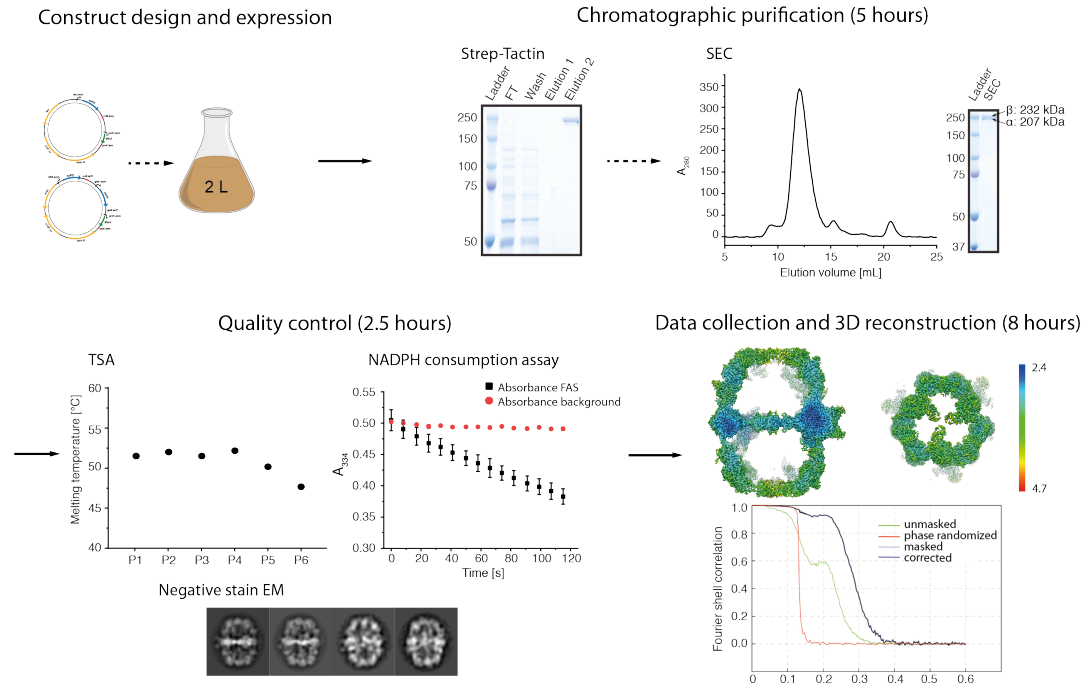 Construct design and expression
Chromatographic purification (5 hours)
2 L
Strep-Tactin
Ladder
FT
Wash
Elution 1
Elution 2
250
150
100
75
50
SEC
A280
350
300
250
200
150
100
50
0
5
10
15
20
25
Elution volume [mL]
Ladder
SEC
250
150
100
75
50
37
β: 232 kDa
α: 207 kDa
Quality control (2.5 hours)
TSA
Melting temperature [°C]
60
55
50
45
40
P1
P2
P3
P4
P5
P6
NADPH consumption assay
Absorbance FAS
Absorbance background
A334
0.55
0.50
0.45
0.40
0.35
0.30
0
20
40
60
80
100
120
Time [s]
Negative stain EM
Data collection and 3D reconstruction (8 hours)
2.4
4.7
Fourier shell correlation
1.0
0.8
0.6
0.4
0.2
0.0
unmasked
phase randomized
masked
corrected
0
0.1
0.2
0.3
0.4
0.5
0.6